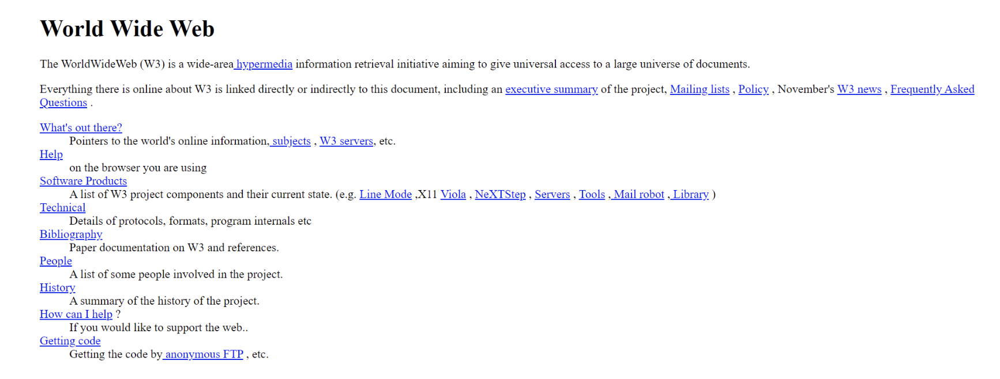 World Wide Web
The WorldWideWeb (W3) is a wide-area hypermedia information retrieval initiative aiming to give universal access to a large universe of documents.
Everything there is online about W3 is linked directly or indirectly to this document, including an executive summary of the project, Mailing lists , Policy , November's W3 news , Frequently Asked
Questions .
What's out there?
Pointers to the world's online information, subjects , W3 servers, etc.
Help
on the browser you are using
Software Products
A list of W3 project components and their current state. (e.g. Line Mode ,X11 Viola , NeXTStep , Servers , Tools , Mail robot , Library )
Technical
Details of protocols, formats, program internals etc
Bibliography
Paper documentation on W3 and references.
People
A list of some people involved in the project.
History
A summary of the history of the project.
How can I help ?
If you would like to support the web..
Getting code
Getting the code by anonymous FTP , etc.